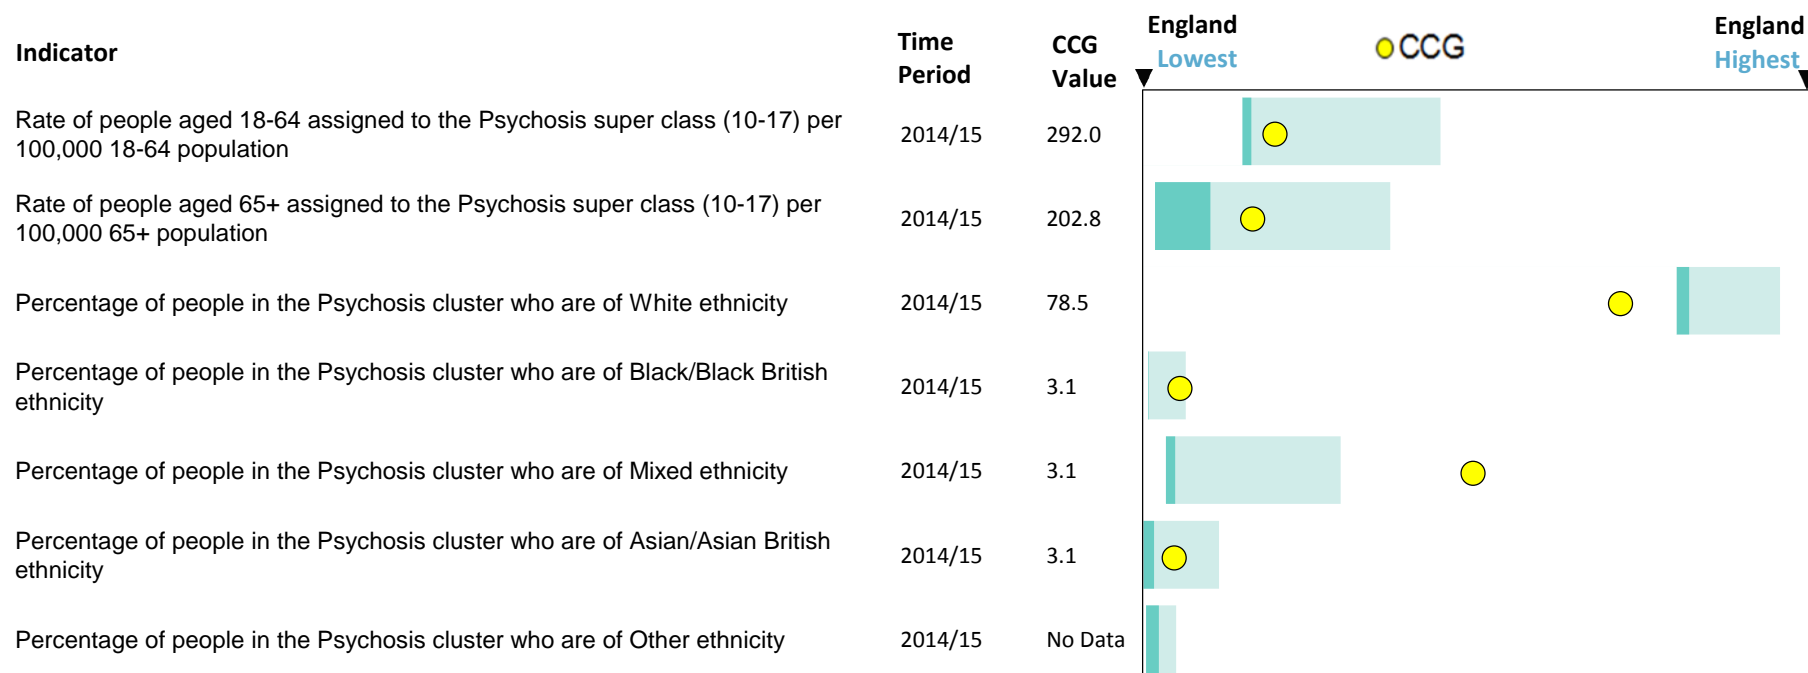 Indicator
Time Period
CCG Value
England Lowest
CCG
England Highest
Rate of people aged 18-64 assigned to the Psychosis super class (10-17) per
100,000 18-64 population
2014/15
292.0
Rate of people aged 65+ assigned to the Psychosis super class (10-17) per
100,000 65+ population
2014/15
202.8
Percentage of people in the Psychosis cluster who are of White ethnicity
2014/15
78.5
Percentage of people in the Psychosis cluster who are of Black/Black British
ethnicity
2014/15
3.1
Percentage of people in the Psychosis cluster who are of Mixed ethnicity
2014/15
3.1
Percentage of people in the Psychosis cluster who are of Asian/Asian British
ethnicity
2014/15
3.1
Percentage of people in the Psychosis cluster who are of Other ethnicity
2014/15
No Data